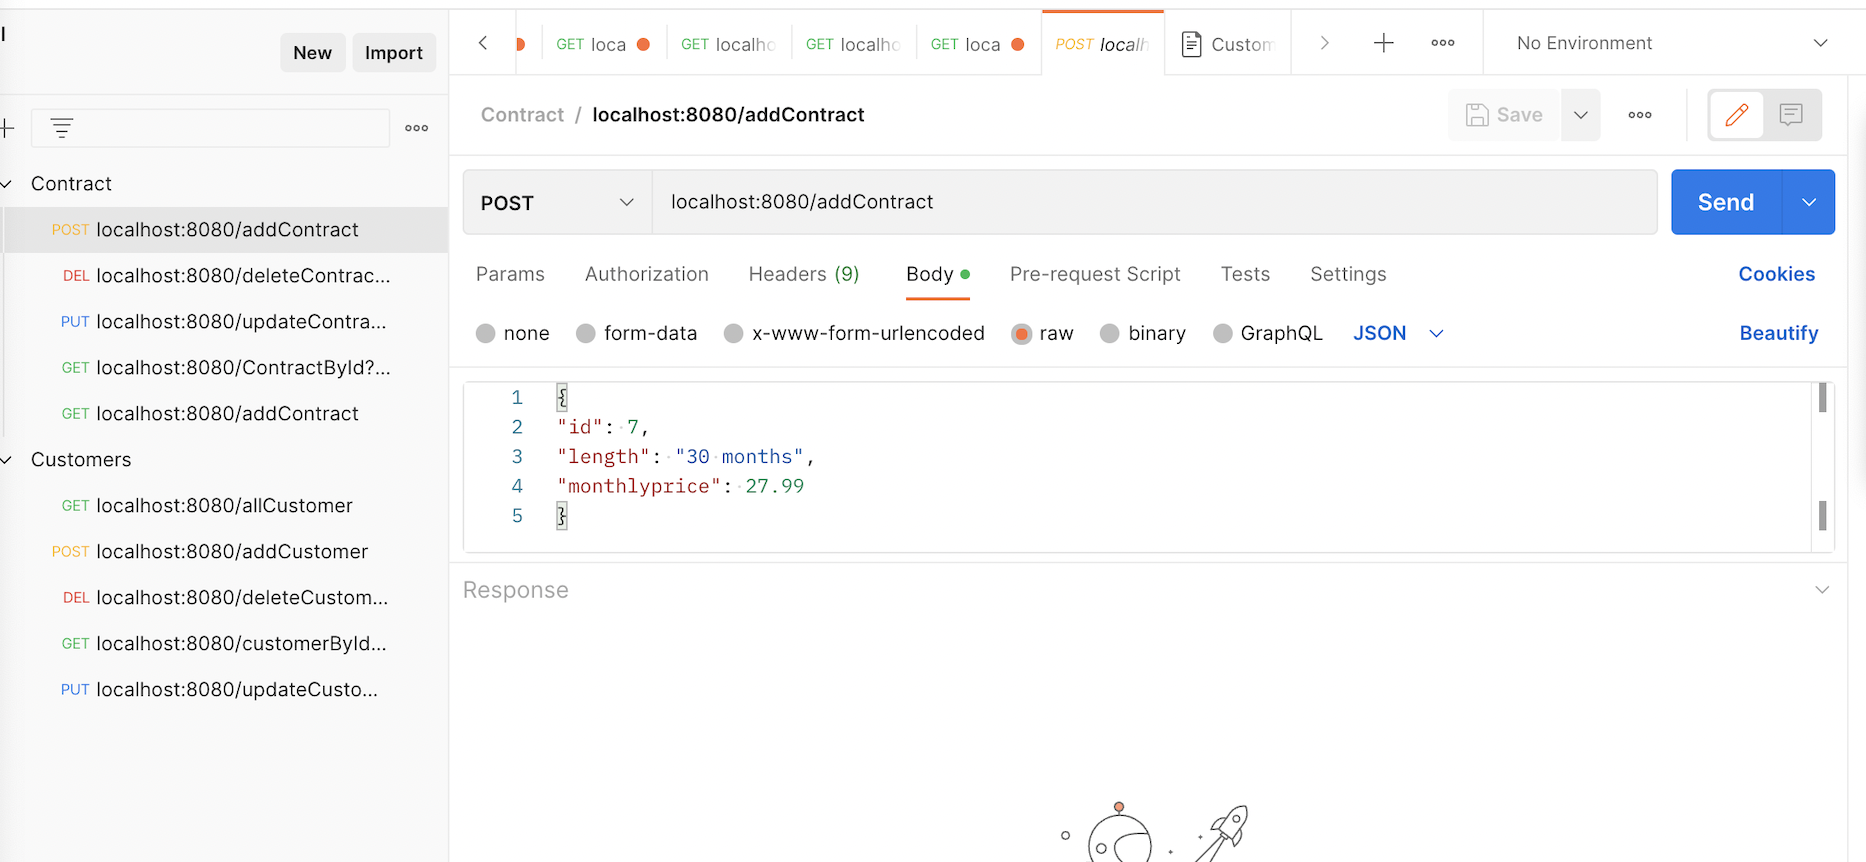 New
Import
GET loca
GET localho
GET localho
GET loca
POST localh
Custom
No Environment
Contract / localhost:8080/addContract
Save
Contract
POST localhost:8080/addContract
DEL localhost:8080/deleteContrac...
PUT localhost:8080/updateContra...
GET localhost:8080/ContractById?...
GET localhost:8080/addContract
Customers
GET localhost:8080/allCustomer
POST localhost:8080/addCustomer
DEL localhost:8080/deleteCustom...
GET localhost:8080/customerById...
PUT localhost:8080/updateCusto...
POST
localhost:8080/addContract
Send
Params
Authorization
Headers (9)
Body
Pre-request Script
Tests
Settings
Cookies
none
form-data
x-www-form-urlencoded
raw
binary
GraphQL
JSON
Beautify
1 {
2 "id": 7,
3 "length": "30 months",
4 "monthlyprice": 27.99
5 }
Response